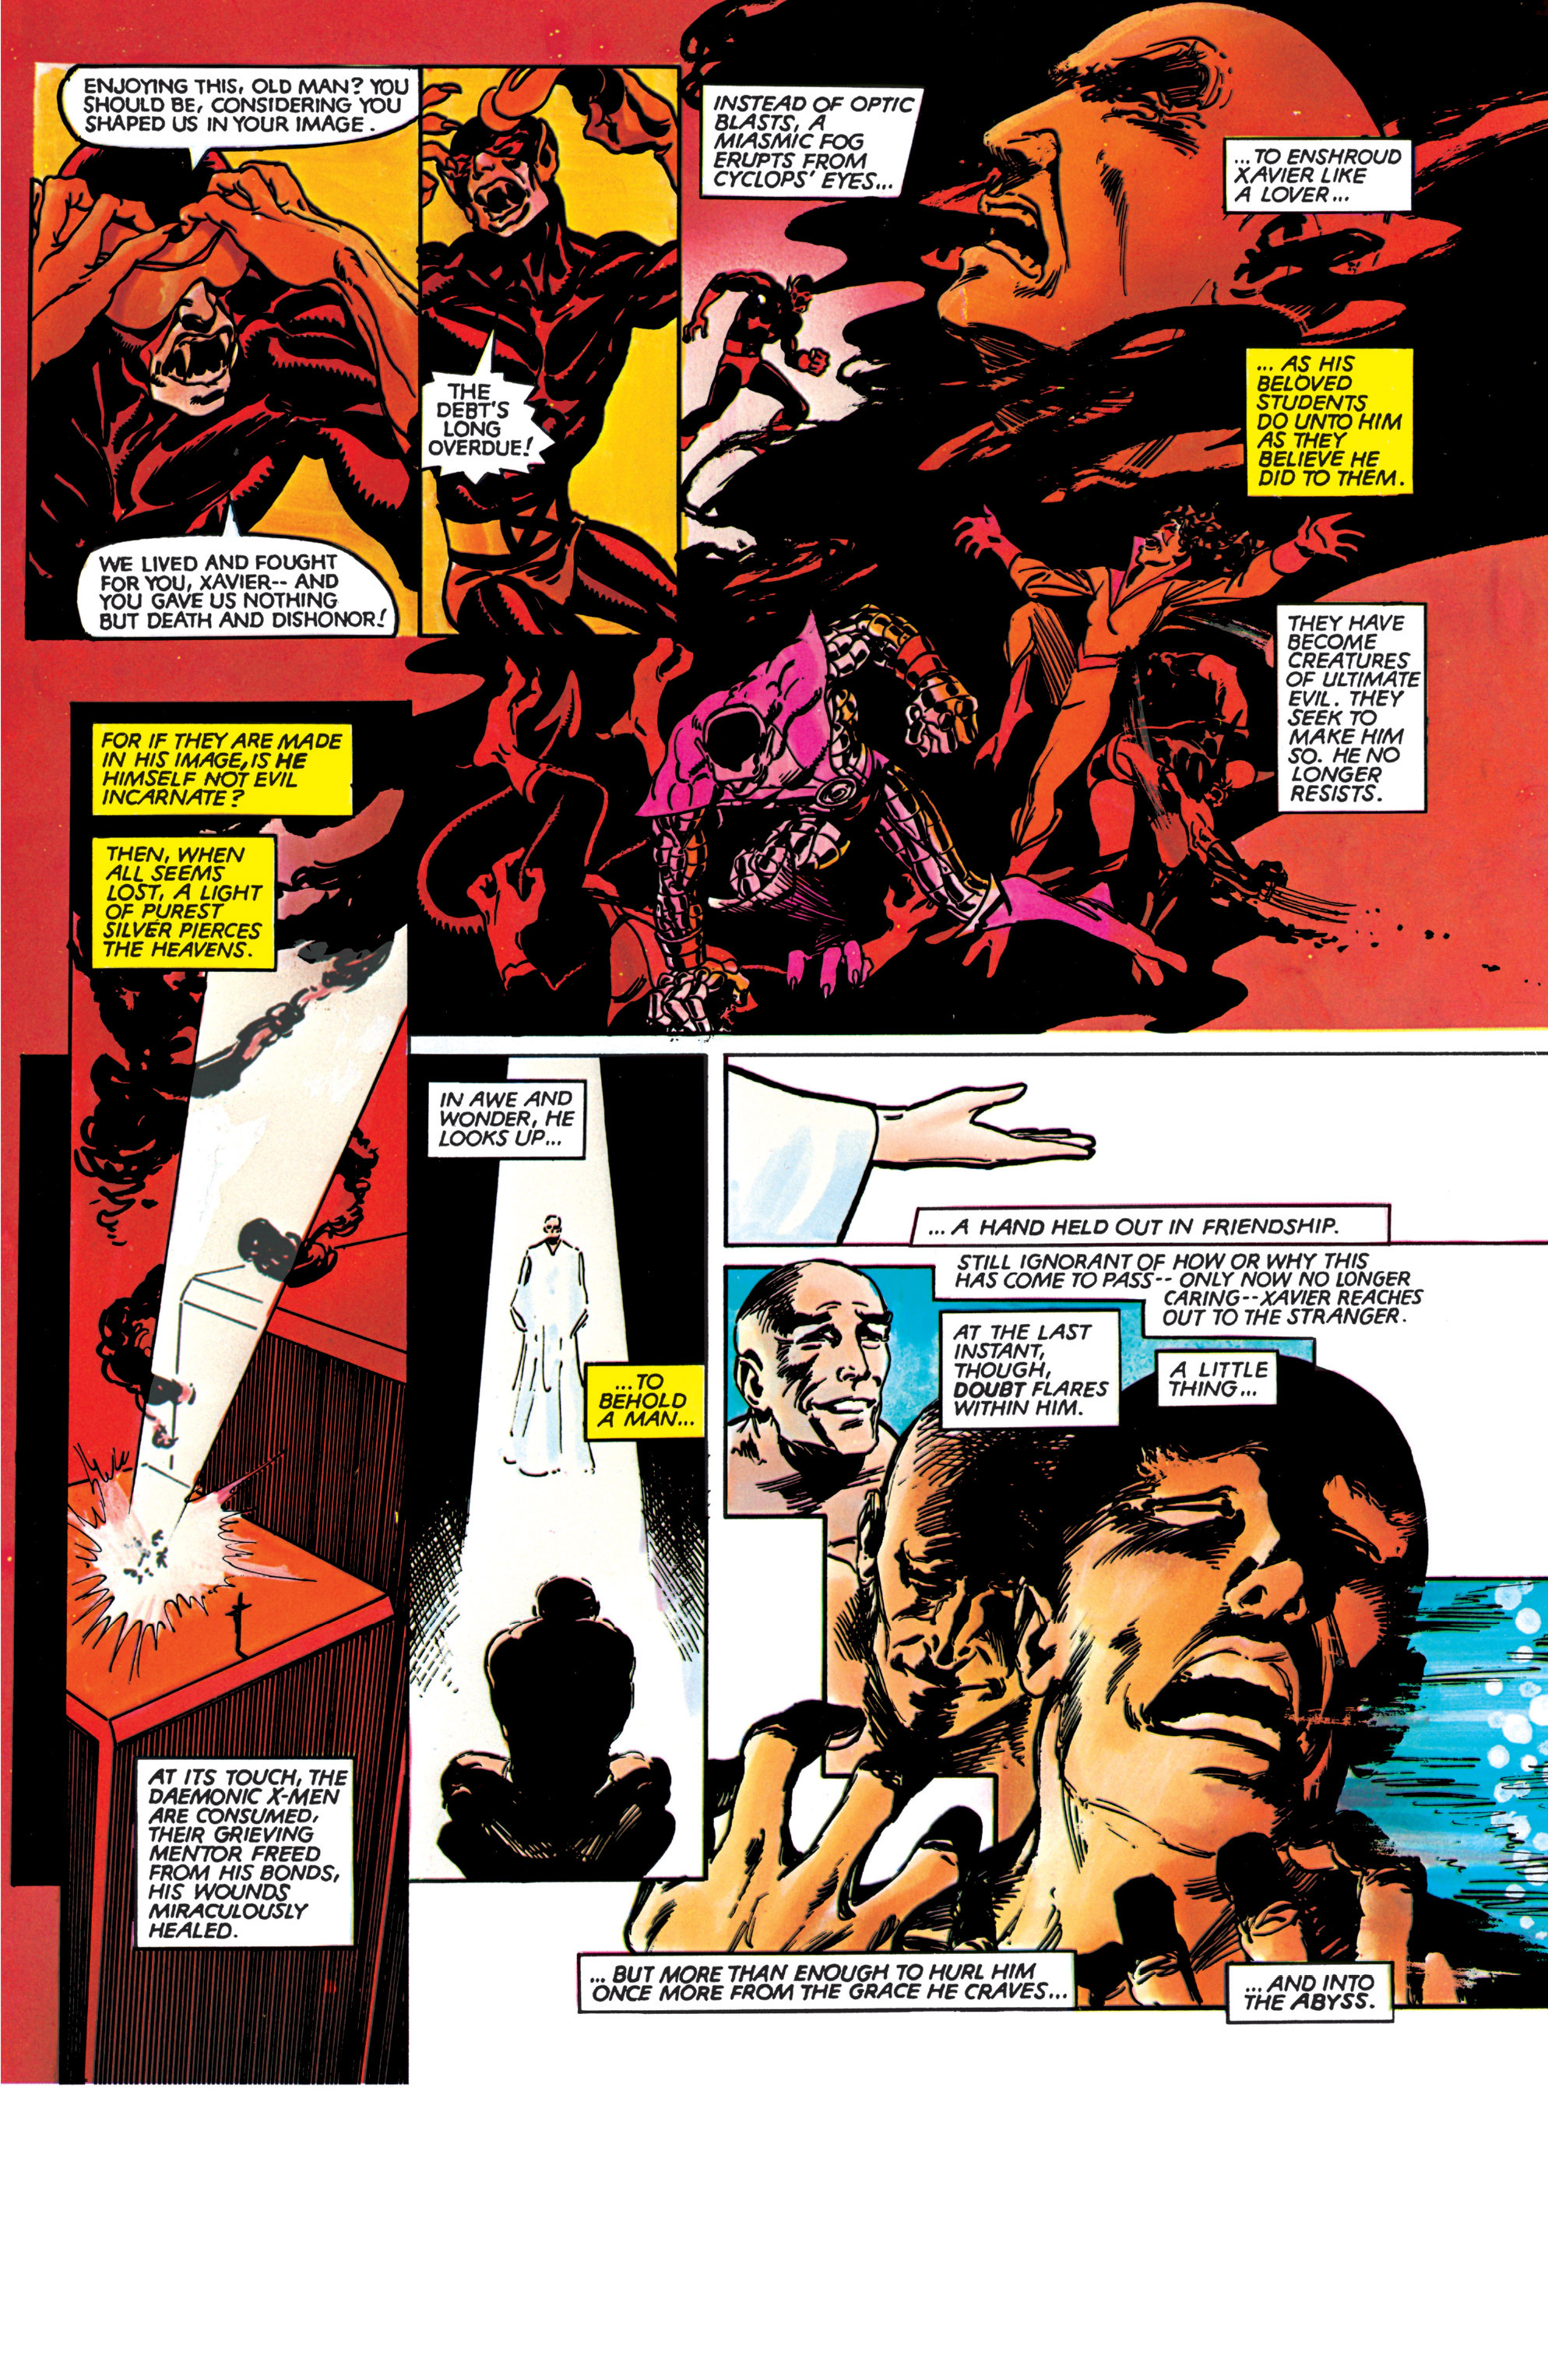 ENJOYING THIS, OLD MAN? YOU
SHOULD BE, CONSIDERING YOU
SHAPED US IN YOUR IMAGE.
WE LIVED AND FOUGHT
FOR YOU, XAVIER-- AND
YOU GAVE US NOTHING
BUT DEATH AND DISHONOR!
THE
DEBT'S
LONG
OVERDUE!
INSTEAD OF OPTIC
BLASTS, A
MIASMIC FOG
ERUPTS FROM
CYCLOPS' EYES...
...TO ENSHROUD
XAVIER LIKE
A LOVER...
... AS HIS
BELOVED
STUDENTS
DO UNTO HIM
AS THEY
BELIEVE HE
DID TO THEM.
THEY HAVE
BECOME
CREATURES
OF ULTIMATE
EVIL. THEY
SEEK TO
MAKE HIM
SO. HE NO
LONGER
RESISTS.
FOR IF THEY ARE MADE
IN HIS IMAGE, IS HE
HIMSELF NOT EVIL
INCARNATE?
THEN, WHEN
ALL SEEMS
LOST, A LIGHT
OF PUREST
SILVER PIERCES
THE HEAVENS.
AT ITS TOUCH, THE
DAEMONIC X-MEN
ARE CONSUMED,
THEIR GRIEVING
MENTOR FREED
FROM HIS BONDS,
HIS WOUNDS
MIRACULOUSLY
HEALED.
IN AWE AND
WONDER, HE
LOOKS UP...
...TO
BEHOLD
A MAN...
... A HAND HELD OUT IN FRIENDSHIP.
STILL IGNORANT OF HOW OR WHY THIS
HAS COME TO PASS-- ONLY NOW NO LONGER
CARING--XAVIER REACHES
OUT TO THE STRANGER.
AT THE LAST
INSTANT,
THOUGH,
DOUBT FLARES
WITHIN HIM.
A LITTLE
THING...
... BUT MORE THAN ENOUGH TO HURL HIM
ONCE MORE FROM THE GRACE HE CRAVES...
...AND INTO
THE ABYSS.